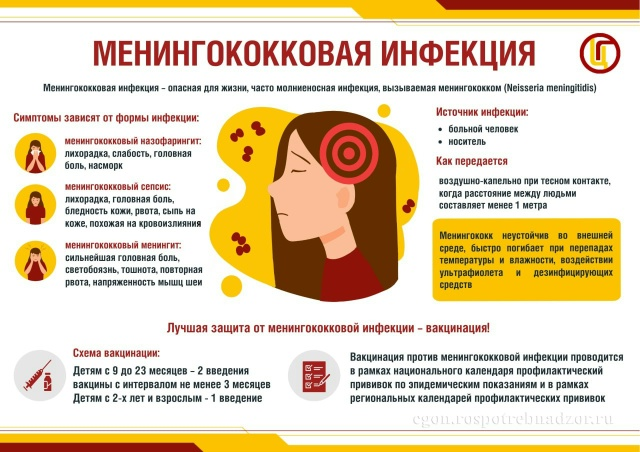 МЕНИНГОКОККОВАЯ ИНФЕКЦИЯ
Менингококковая инфекция - опасная для жизни, часто молниеносная инфекция, вызываемая менингококком (Neisseria meningitidis)
Симптомы зависят от формы инфекции:
менингококковый назофарингит:
лихорадка, слабость, головная
боль, насморк
менингококковый сепсис:
лихорадка, головная боль,
бледность кожи, рвота, сыпь на
коже, похожая на кровоизлияния
менингококковый менингит:
сильнейшая головная боль,
светобоязнь, тошнота, повторная
рвота, напряженность мышц шеи
Источник инфекции:
• больной человек
• носитель
Как передается
воздушно-капельно при тесном контакте,
когда расстояние между людьми
составляет менее 1 метра
Менингококк неустойчив во внешней
среде, быстро погибает при перепадах
температуры и влажности, воздействии
ультрафиолета и дезинфицирующих
средств
Лучшая защита от менингококковой инфекции - вакцинация!
Схема вакцинации:
Детям с 9 до 23 месяцев - 2 введения
вакцины с интервалом не менее 3 месяцев
Детям с 2-х лет и взрослым - 1 введение
Вакцинация против менингококковой инфекции проводится
в рамках национального календаря профилактический
прививок по эпидемическим показаниям и в рамках
региональных календарей профилактических прививок
cgon.rospotrebnadzor.ru